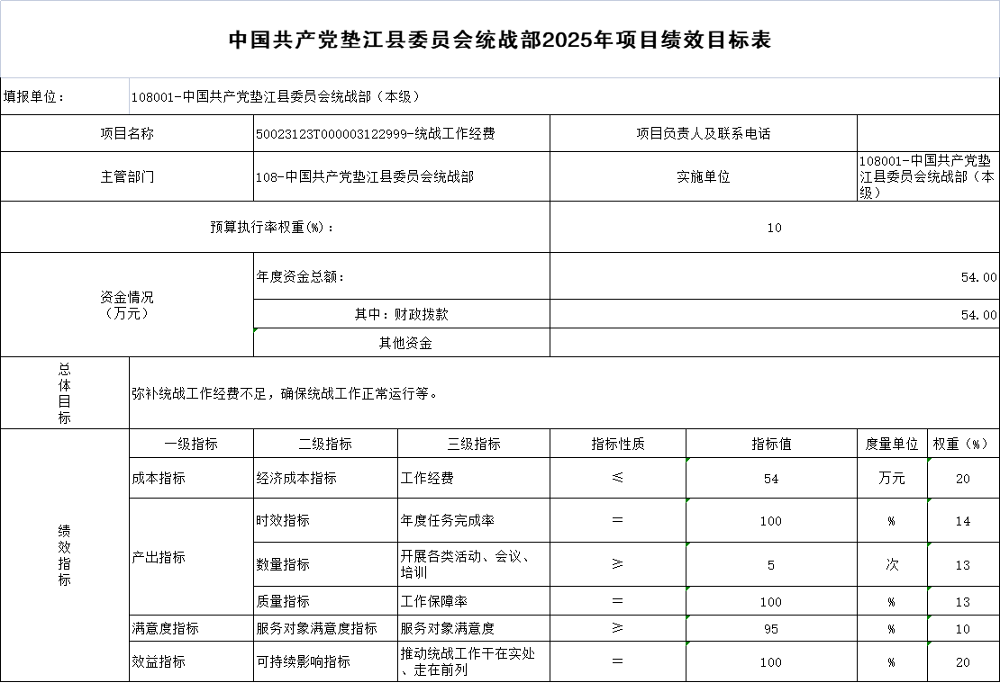 中国共产党垫江县委员会统战部2025年项目绩效目标表
填报单位： 108001-中国共产党垫江县委员会统战部（本级）
项目名称 50023123T000003122999-统战工作经费 项目负责人及联系电话
主管部门 108-中国共产党垫江县委员会统战部 实施单位 108001-中国共产党垫
江县委员会统战部（本
级）
预算执行率权重(%)： 10
资金情况
（万元）
年度资金总额： 54.00
其中：财政拨款 54.00
其他资金
总
体
目
标
弥补统战工作经费不足，确保统战工作正常运行等。
绩
效
指
标
一级指标 二级指标 三级指标 指标性质 指标值 度量单位 权重（%）
成本指标 经济成本指标 工作经费 ≤ 54 万元 20
产出指标
时效指标 年度任务完成率 ＝ 100 % 14
数量指标 开展各类活动、会议、
培训 ≥ 5 次 13
质量指标 工作保障率 ＝ 100 % 13
满意度指标 服务对象满意度指标 服务对象满意度 ≥ 95 % 10
效益指标 可持续影响指标 推动统战工作干在实处
、走在前列 ＝ 100 % 20